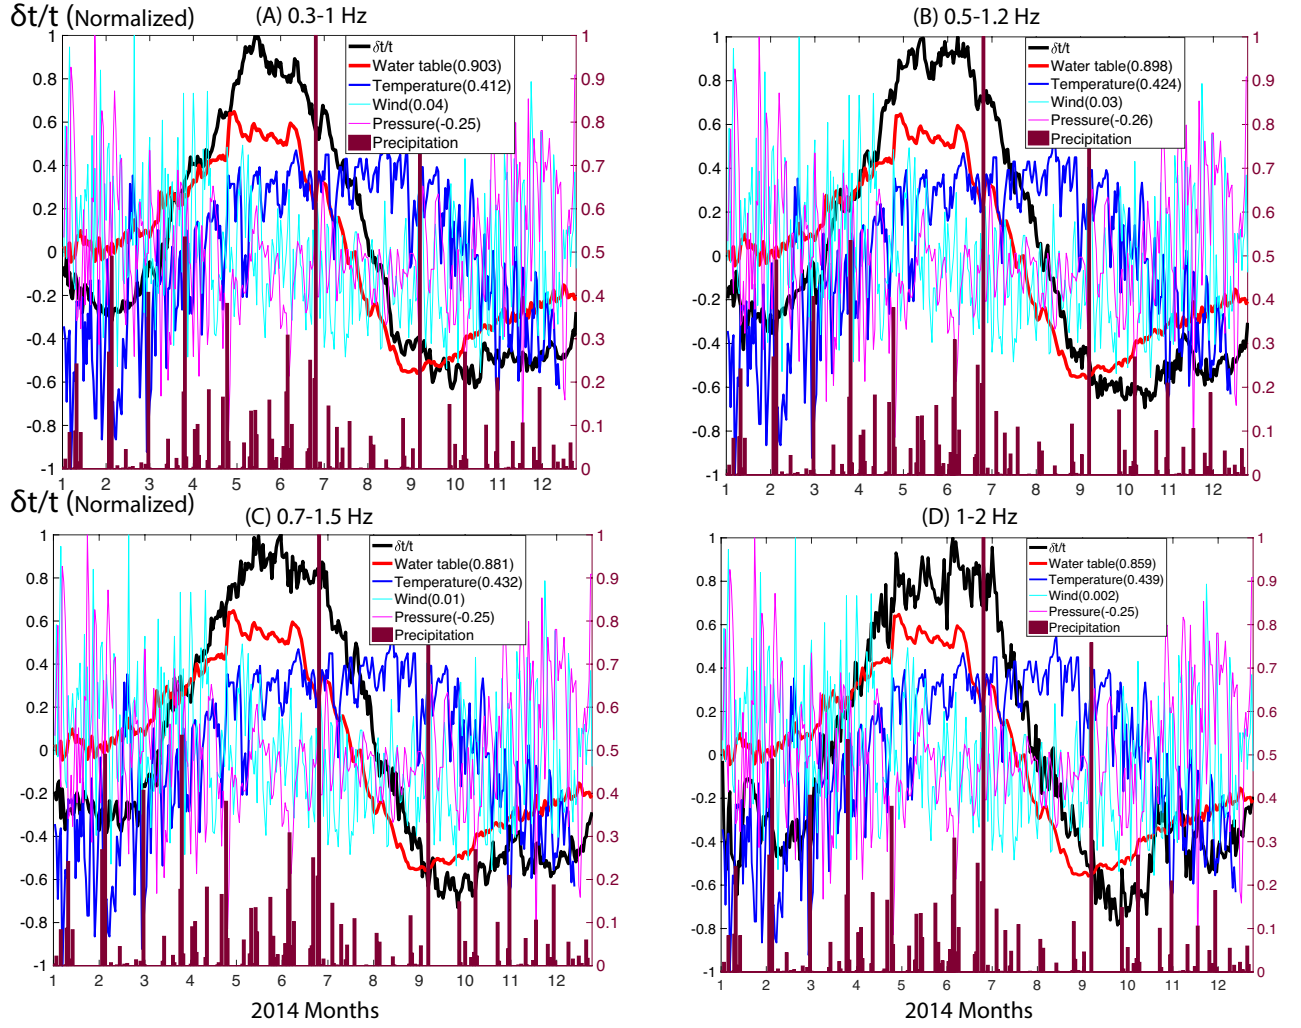 δt/t (Normalized)
(A) 0.3-1 Hz
(B) 0.5-1.2 Hz
1
0.8
0.6
0.4
0.2
0
-0.2
-0.4
-0.6
-0.8
-1
δt/t
Water table(0.903)
Temperature(0.412)
Wind(0.04)
Pressure(-0.25)
Precipitation
1
0.9
0.8
0.7
0.6
0.5
0.4
0.3
0.2
0.1
0
1 2 3 4 5 6 7 8 9 10 11 12
1
0.8
0.6
0.4
0.2
0
-0.2
-0.4
-0.6
-0.8
-1
δt/t
Water table(0.898)
Temperature(0.424)
Wind(0.03)
Pressure(-0.26)
Precipitation
1
0.9
0.8
0.7
0.6
0.5
0.4
0.3
0.2
0.1
0
1 2 3 4 5 6 7 8 9 10 11 12
δt/t (Normalized)
(C) 0.7-1.5 Hz
(D) 1-2 Hz
1
0.8
0.6
0.4
0.2
0
-0.2
-0.4
-0.6
-0.8
-1
δt/t
Water table(0.881)
Temperature(0.432)
Wind(0.01)
Pressure(-0.25)
Precipitation
1
0.9
0.8
0.7
0.6
0.5
0.4
0.3
0.2
0.1
0
1 2 3 4 5 6 7 8 9 10 11 12
2014 Months
1
0.8
0.6
0.4
0.2
0
-0.2
-0.4
-0.6
-0.8
-1
δt/t
Water table(0.859)
Temperature(0.439)
Wind(0.002)
Pressure(-0.25)
Precipitation
1
0.9
0.8
0.7
0.6
0.5
0.4
0.3
0.2
0.1
0
1 2 3 4 5 6 7 8 9 10 11 12
2014 Months